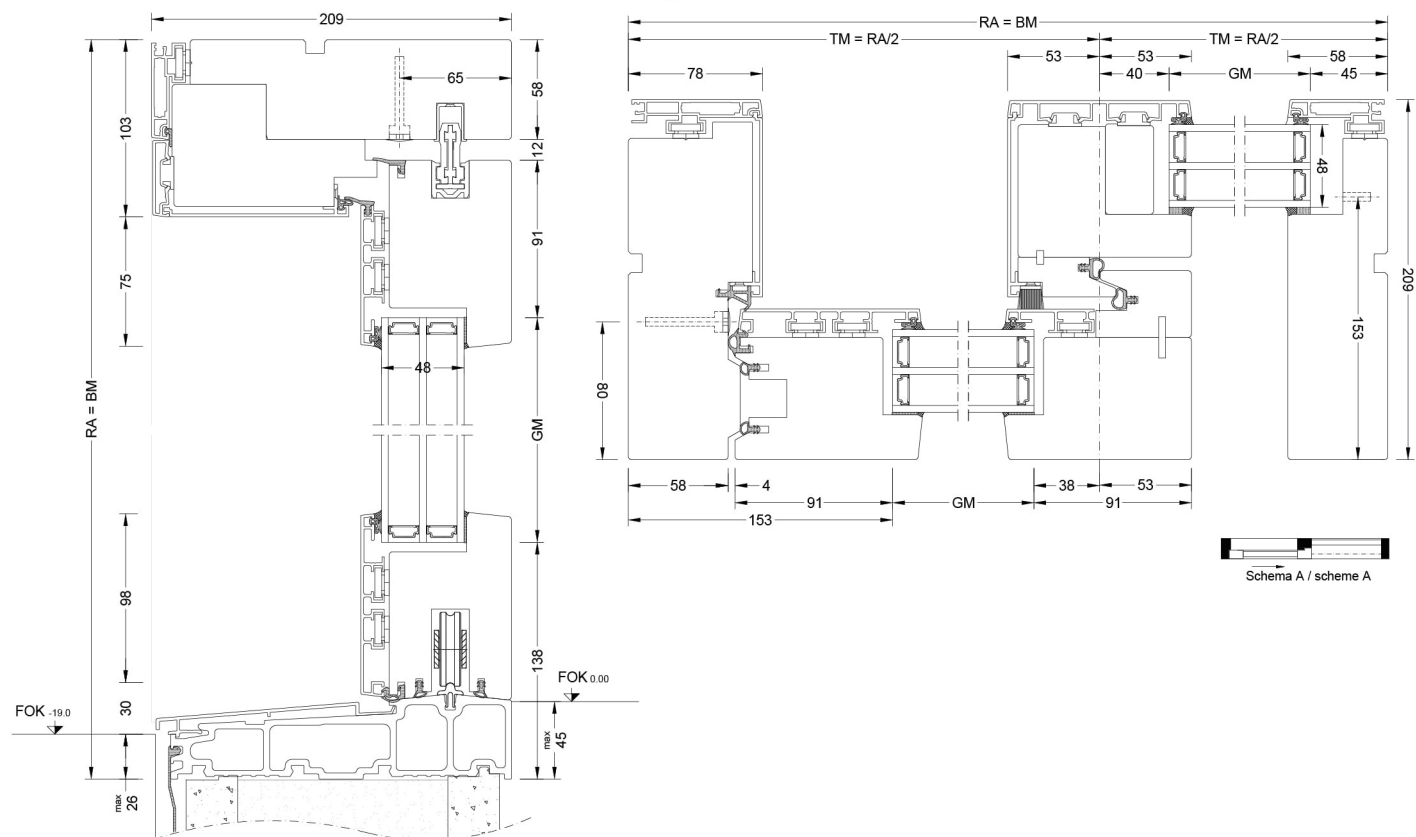 209
RA = BM
TM = RA/2
TM = RA/2
53
53
58
78
40
GM
45
65
58
103
12
48
91
75
209
153
48
80
RA = BM
GM
58
4
38
53
91
GM
91
153
Schema A / scheme A
98
138
FOK 0.00
30
FOK -19.0
max
45
max
26